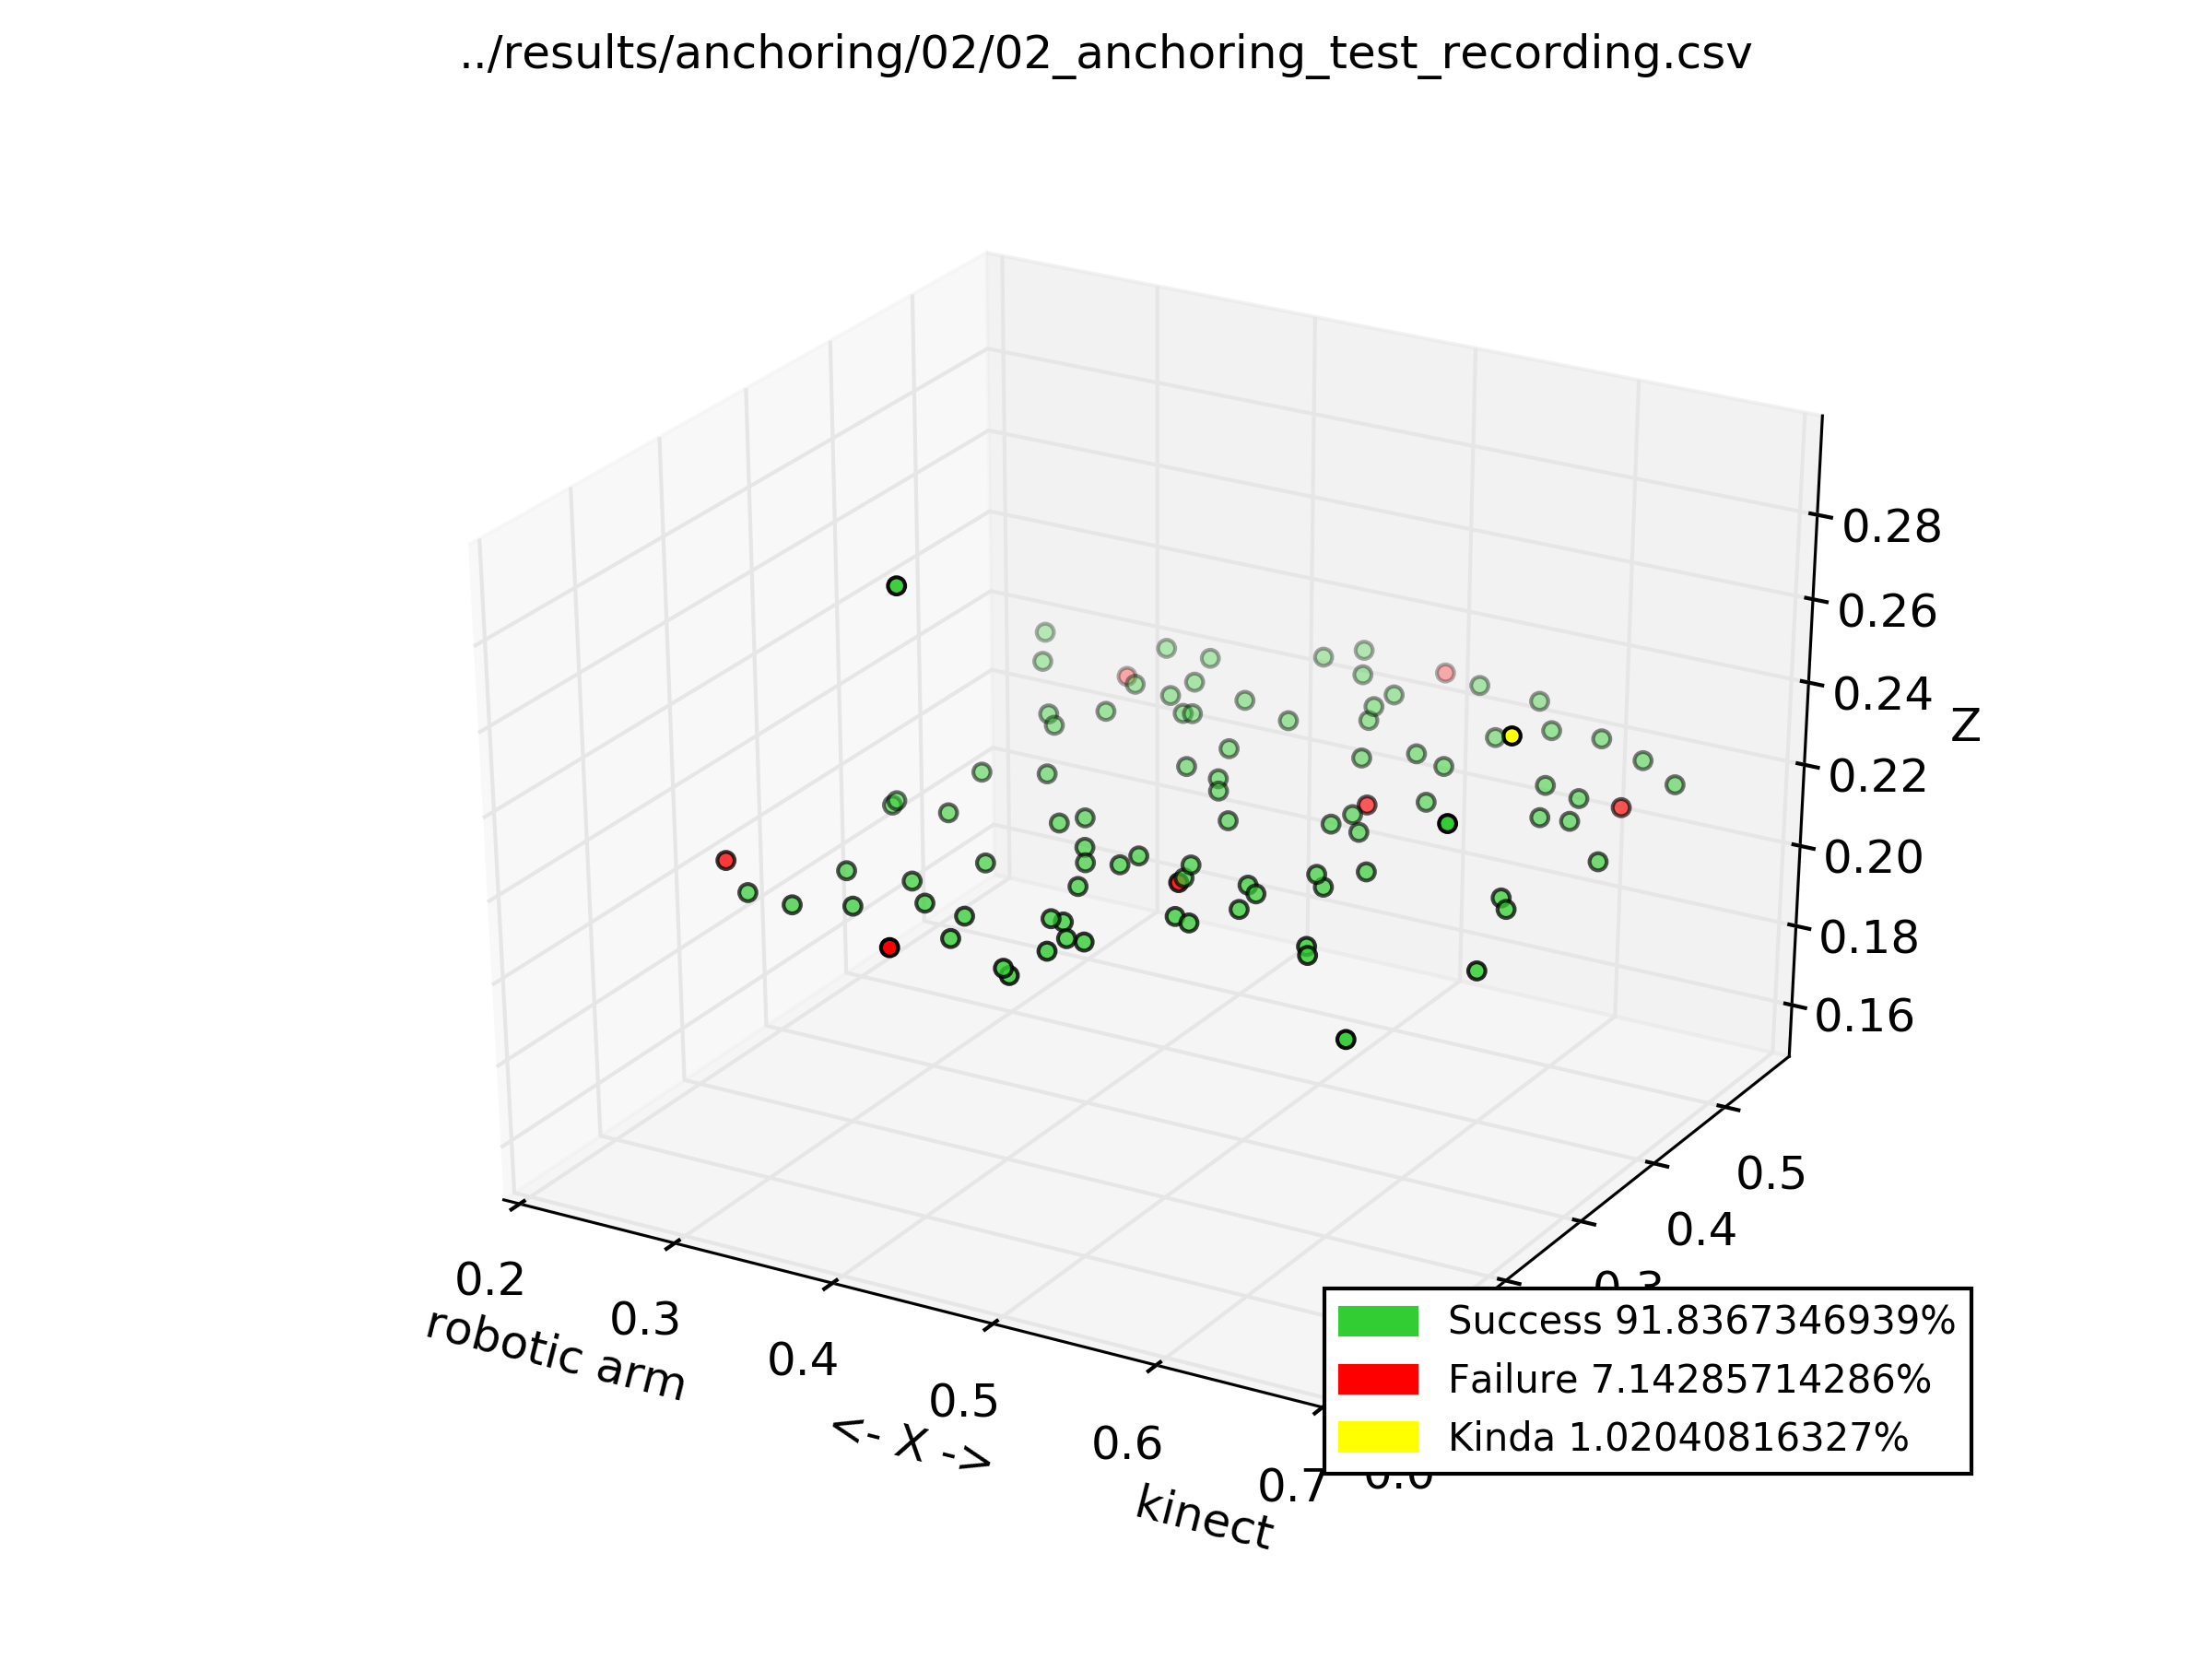 ../results/anchoring/02/02_anchoring_test_recording.csv
0.28
0.26
0.24
Z
0.22
0.20
0.18
0.16
0.5
0.4
0.2
0.3
0.4
0.5
0.6
0.7
robotic arm
<- X ->
kinect
Success 91.8367346939%
Failure 7.14285714286%
Kinda 1.02040816327%